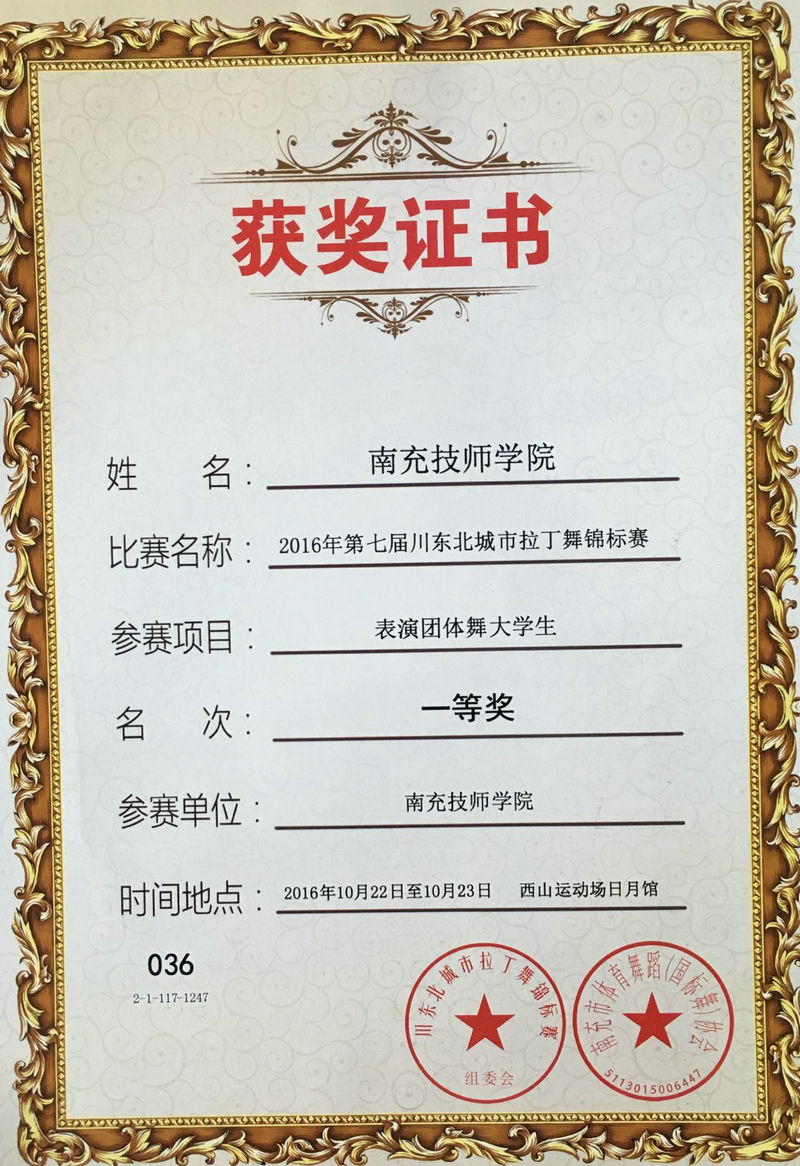 获奖证书
姓 名：南充技师学院
比赛名称：2016年第七届川东北城市拉丁舞锦标赛
参赛项目：表演团体舞大学生
名 次：一等奖
参赛单位：南充技师学院
时间地点：2016年10月22日至10月23日 西山运动场日月馆
036
2-1-117-1247
川东北城市拉丁舞锦标赛
组委会
南充市体育舞蹈(国标舞)协会
5113015006447